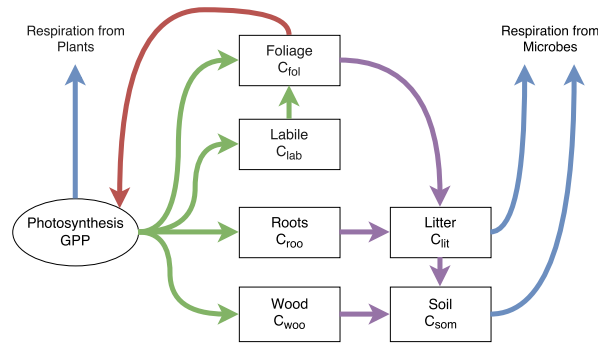 Respiration from
Plants
Foliage
Cfol
Respiration from
Microbes
Labile
Clab
Photosynthesis
GPP
Roots
Croo
Litter
Clit
Wood
Cwoo
Soil
Csom